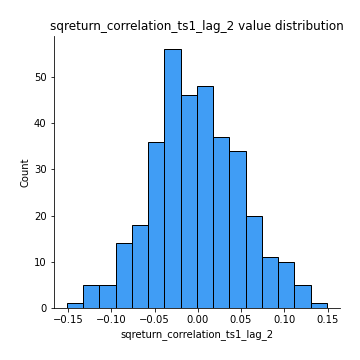 sqreturn_correlation_ts1_lag_2 value distribution
50
40
30
20
10
0
Count
−0.15 −0.10 −0.05 0.00 0.05 0.10 0.15
sqreturn_correlation_ts1_lag_2